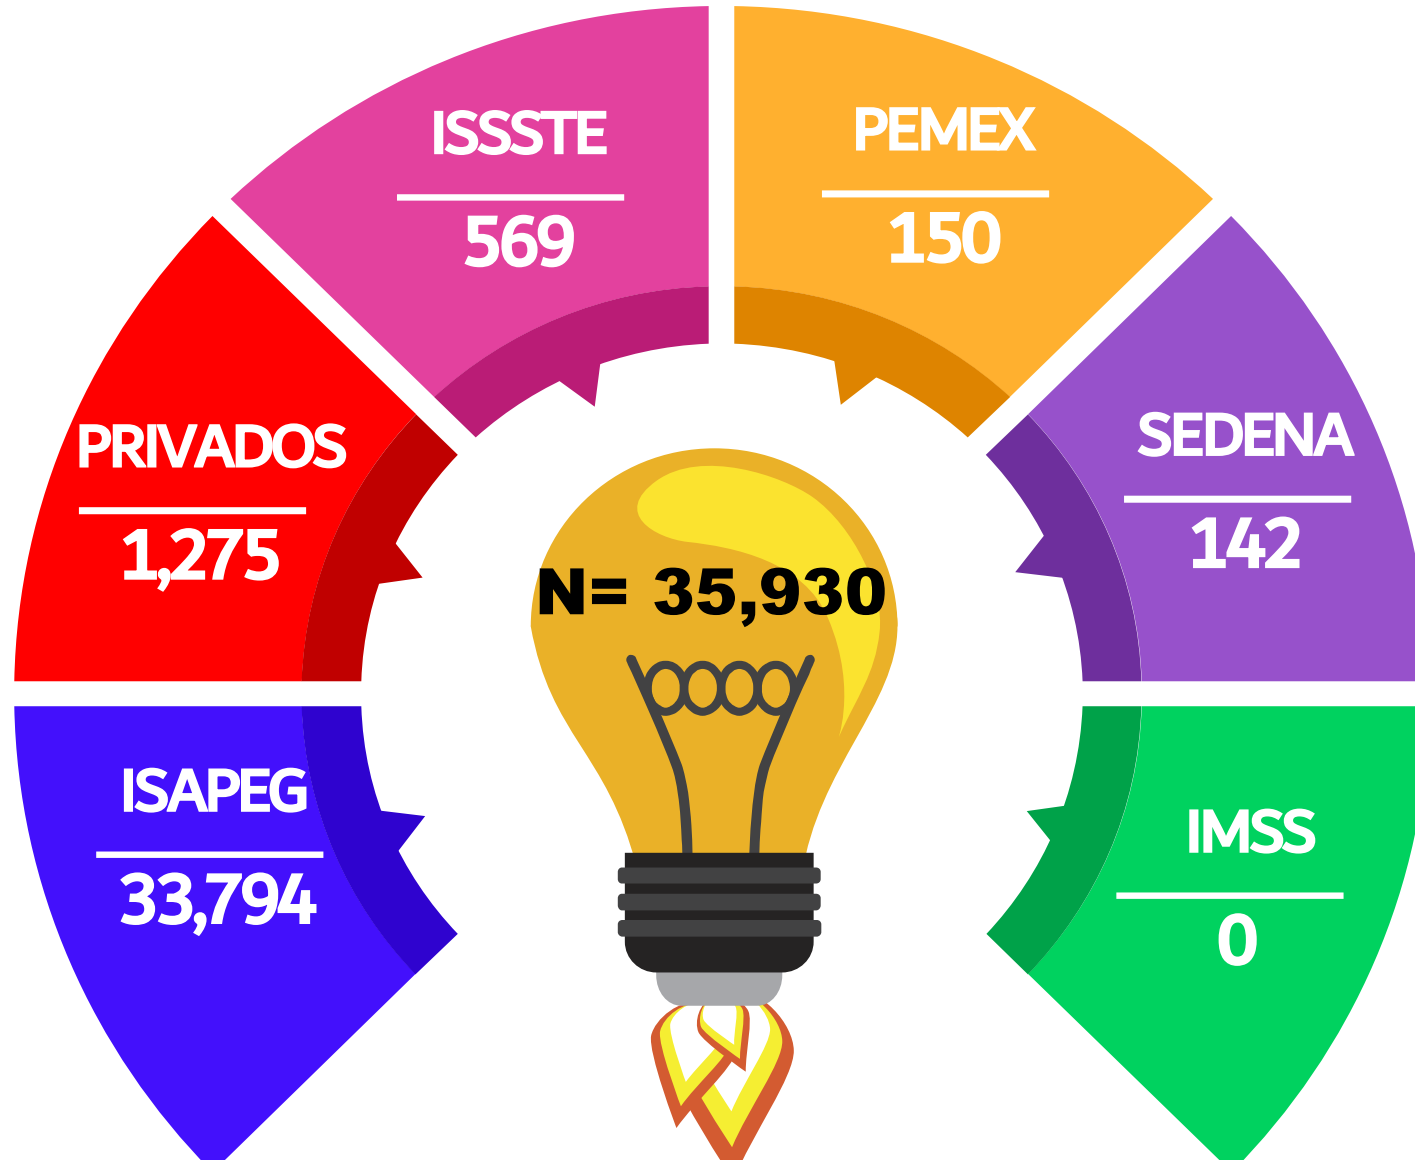 ISSSTE
569
PEMEX
150
PRIVADOS
1,275
SEDENA
142
N= 35,930
ISAPEG
33,794
IMSS
0